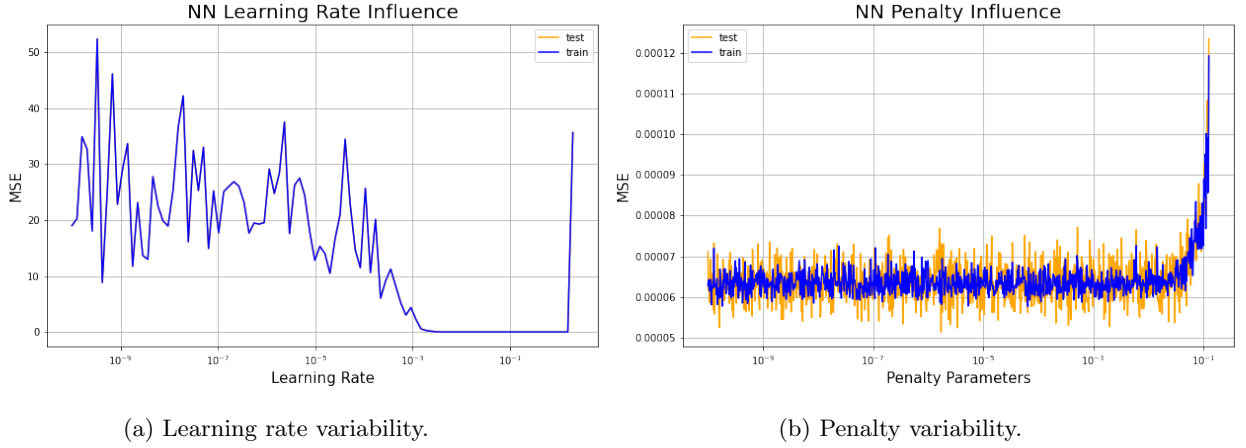 NN Learning Rate Influence
test
train
50
40
30
20
10
0
MSE
10⁻⁹
10⁻⁷
10⁻⁵
10⁻³
10⁻¹
Learning Rate
(a) Learning rate variability.
NN Penalty Influence
test
train
0.00012
0.00011
0.00010
0.00009
0.00008
0.00007
0.00006
0.00005
MSE
10⁻⁹
10⁻⁷
10⁻⁵
10⁻³
10⁻¹
Penalty Parameters
(b) Penalty variability.